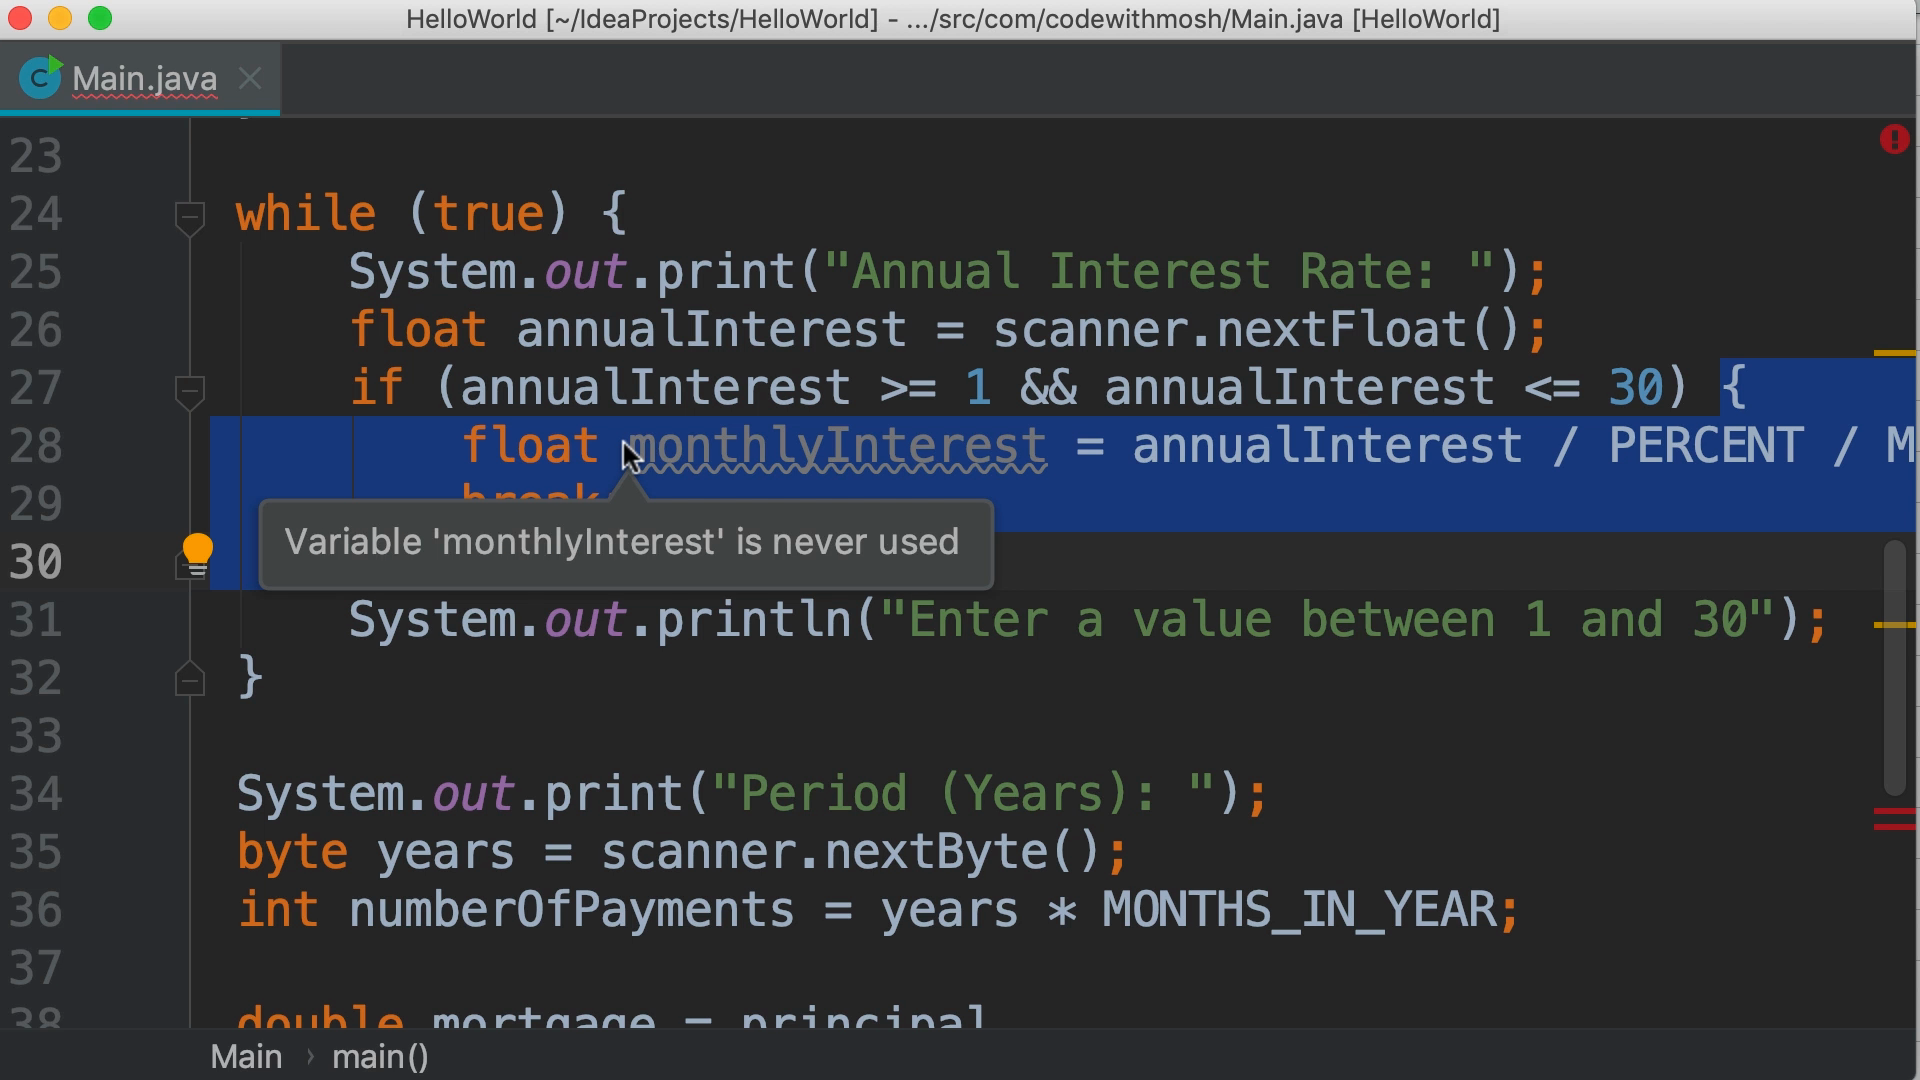 HelloWorld [~/IdeaProjects/HelloWorld] - .../src/com/codewithmosh/Main.java [HelloWorld]
Main.java
23
24 while (true) {
25 System.out.print("Annual Interest Rate: ");
26 float annualInterest = scanner.nextFloat();
27 if (annualInterest >= 1 && annualInterest <= 30) {
28 float monthlyInterest = annualInterest / PERCENT / M
29 break
Variable 'monthlyInterest' is never used
30
31 System.out.println("Enter a value between 1 and 30");
32 }
33
34 System.out.print("Period (Years): ");
35 byte years = scanner.nextByte();
36 int numberOfPayments = years * MONTHS_IN_YEAR;
37
38 double mortgage = principal
Main › main()